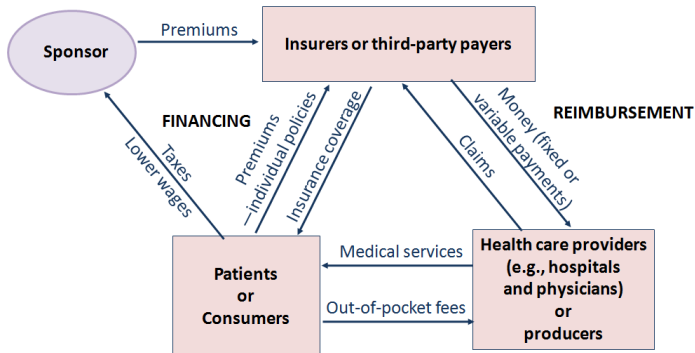 Premiums
Sponsor
Insurers or third-party payers
FINANCING
REIMBURSEMENT
Taxes
Lower wages
Premiums
—individual policies
Insurance coverage
Claims
Money (fixed or
variable payments)
Patients
or
Consumers
Medical services
Out-of-pocket fees
Health care providers
(e.g., hospitals
and physicians)
or
producers